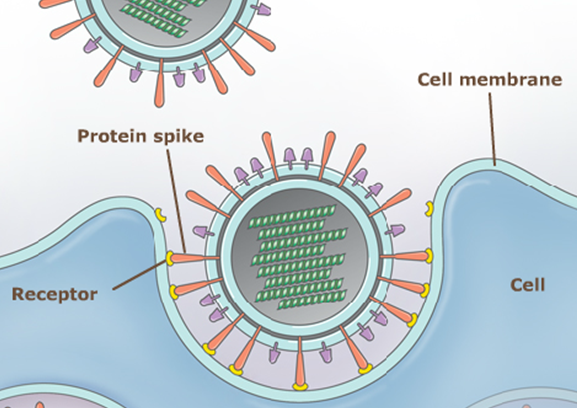 Cell membrane
Protein spike
Receptor
Cell